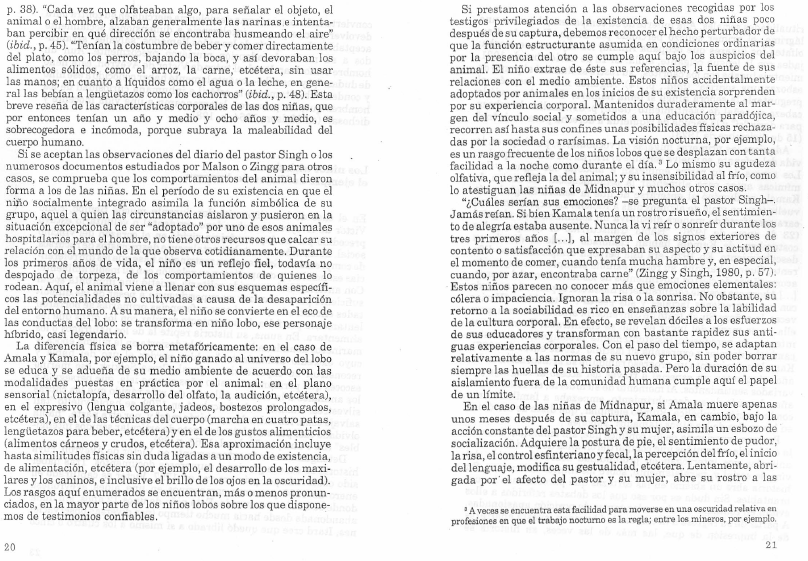 p. 38). “Cada vez que olfateaban algo, para señalar el objeto, el
animal o el hombre, alzaban generalmente las narinas e intenta-
ban percibir en qué dirección se encontraba husmeando el aire”
(ibid., p. 45). “Tenían la costumbre de beber y comer directamente
del plato, como los perros, bajando la boca, y así devoraban los
alimentos sólidos, como el arroz, la carne, etcétera, sin usar
las manos; en cuanto a líquidos como el agua o la leche, en gene-
ral las bebían a lengüetazos como los cachorros” (ibid., p. 48). Esta
breve reseña de las características corporales de las dos niñas, que
por entonces tenían un año y medio y ocho años y medio, es
sobrecogedora e incómoda, porque subraya la maleabilidad del
cuerpo humano.
Si se aceptan las observaciones del diario del pastor Singh o los
numerosos documentos estudiados por Malson o Zingg para otros
casos, se comprueba que los comportamientos del animal dieron
forma a los de las niñas. En el período de su existencia en que el
niño socialmente integrado asimila la función simbólica de su
grupo, aquel a quien las circunstancias aislaron y pusieron en la
situación excepcional de ser “adoptado” por uno de esos animales
hospitalarios para el hombre, no tiene otros recursos que calcar su
relación con el mundo de la que observa cotidianamente. Durante
los primeros años de vida, el niño es un reflejo fiel, todavía no
despojado de torpeza, de los comportamientos de quienes lo
rodean. Aquí, el animal viene a llenar con sus esquemas específi-
cos las potencialidades no cultivadas a causa de la desaparición
del entorno humano. A su manera, el niño se convierte en el eco de
las conductas del lobo: se transforma en niño lobo, ese personaje
híbrido, casi legendario.
La diferencia física se borra metafóricamente: en el caso de
Amala y Kamala, por ejemplo, el niño ganado al universo del lobo
se educa y se adueña de su medio ambiente de acuerdo con las
modalidades puestas en práctica por el animal: en el plano
sensorial (nictalopía, desarrollo del olfato, la audición, etcétera),
en el expresivo (lengua colgante, jadeos, bostezos prolongados,
etcétera), en el de las técnicas del cuerpo (marcha en cuatro patas,
lengüetazos para beber, etcétera) y en el de los gustos alimenticios
(alimentos cárneos y crudos, etcétera). Esa aproximación incluye
hasta similitudes físicas sin duda ligadas a un modo de existencia,
de alimentación, etcétera (por ejemplo, el desarrollo de los maxi-
lares y los caninos, e inclusive el brillo de los ojos en la oscuridad).
Los rasgos aquí enumerados se encuentran, más o menos pronun-
ciados, en la mayor parte de los niños lobos sobre los que dispone-
mos de testimonios confiables.
20
Si prestamos atención a las observaciones recogidas por los
testigos privilegiados de la existencia de esas dos niñas poco
después de su captura, debemos reconocer el hecho perturbador de
que la función estructurante asumida en condiciones ordinarias
por la presencia del otro se cumple aquí bajo los auspicios del
animal. El niño extrae de éste sus referencias, la fuente de sus
relaciones con el medio ambiente. Estos niños accidentalmente
adoptados por animales en los inicios de su existencia sorprenden
por su experiencia corporal. Mantenidos duraderamente al mar-
gen del vínculo social y sometidos a una educación paradójica,
recorren así hasta sus confines unas posibilidades físicas rechaza-
das por la sociedad o rarísimas. La visión nocturna, por ejemplo,
es un rasgo frecuente de los niños lobos que se desplazan con tanta
facilidad a la noche como durante el día.³ Lo mismo su agudeza
olfativa, que refleja la del animal; y su insensibilidad al frío, como
lo atestiguan las niñas de Midnapur y muchos otros casos.
“¿Cuáles serían sus emociones? –se pregunta el pastor Singh–.
Jamás reían. Si bien Kamala tenía un rostro risueño, el sentimien-
to de alegría estaba ausente. Nunca la vi reír o sonreír durante los
tres primeros años [...], al margen de los signos exteriores de
contento o satisfacción que expresaban su aspecto y su actitud en
el momento de comer, cuando tenía mucha hambre y, en especial,
cuando, por azar, encontraba carne” (Zingg y Singh, 1980, p. 57).
Estos niños parecen no conocer más que emociones elementales:
cólera o impaciencia. Ignoran la risa o la sonrisa. No obstante, su
retorno a la sociabilidad es rico en enseñanzas sobre la labilidad
de la cultura corporal. En efecto, se revelan dóciles a los esfuerzos
de sus educadores y transforman con bastante rapidez sus anti-
guas experiencias corporales. Con el paso del tiempo, se adaptan
relativamente a las normas de su nuevo grupo, sin poder borrar
siempre las huellas de su historia pasada. Pero la duración de su
aislamiento fuera de la comunidad humana cumple aquí el papel
de un límite.
En el caso de las niñas de Midnapur, si Amala muere apenas
unos meses después de su captura, Kamala, en cambio, bajo la
acción constante del pastor Singh y su mujer, asimila un esbozo de
socialización. Adquiere la postura de pie, el sentimiento de pudor,
la risa, el control esfinteriano y fecal, la percepción del frío, el inicio
del lenguaje, modifica su gestualidad, etcétera. Lentamente, abri-
gada por el afecto del pastor y su mujer, abre su rostro a las
³ A veces se encuentra esta facilidad para moverse en una oscuridad relativa en
profesiones en que el trabajo nocturno es la regla; entre los mineros, por ejemplo.
21